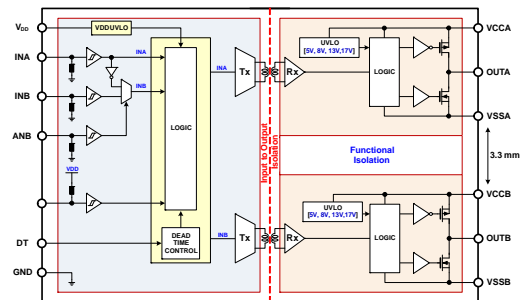 VDD
VDD UVLO
INA
INA
INB
INB
ANB
VDD
LOGIC
DT
DEAD
TIME
CONTROL
GND
INA
Tx
INB
Tx
Input to Output
Isolation
Rx
UVLO
[5V, 8V, 13V,17V]
LOGIC
VCCA
OUTA
VSSA
Functional
Isolation
3.3 mm
Rx
UVLO
[5V, 8V, 13V,17V]
LOGIC
VCCB
OUTB
VSSB